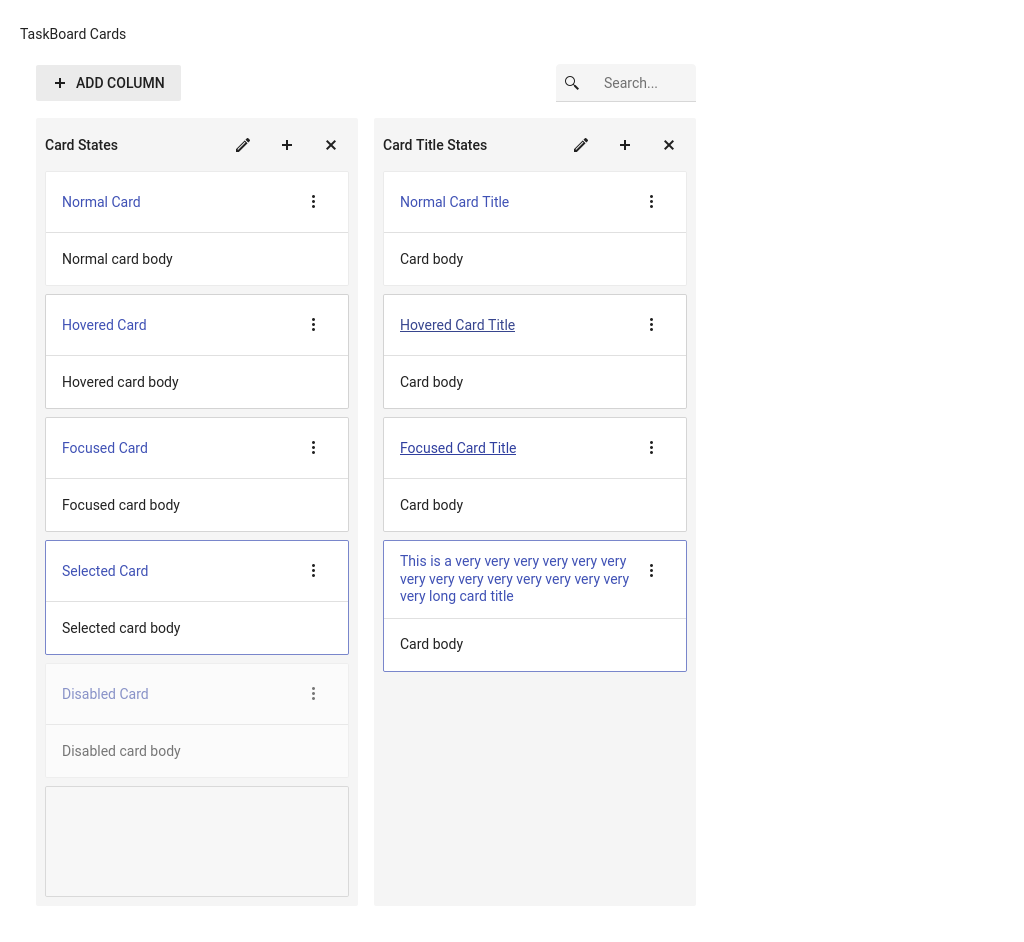 TaskBoard Cards
ADD COLUMN
Search...
Card States
Normal Card
Normal card body
Hovered Card
Hovered card body
Focused Card
Focused card body
Selected Card
Selected card body
Disabled Card
Disabled card body
Card Title States
Normal Card Title
Card body
Hovered Card Title
Card body
Focused Card Title
Card body
This is a very very very very very very
very very very very very very very very
very long card title
Card body